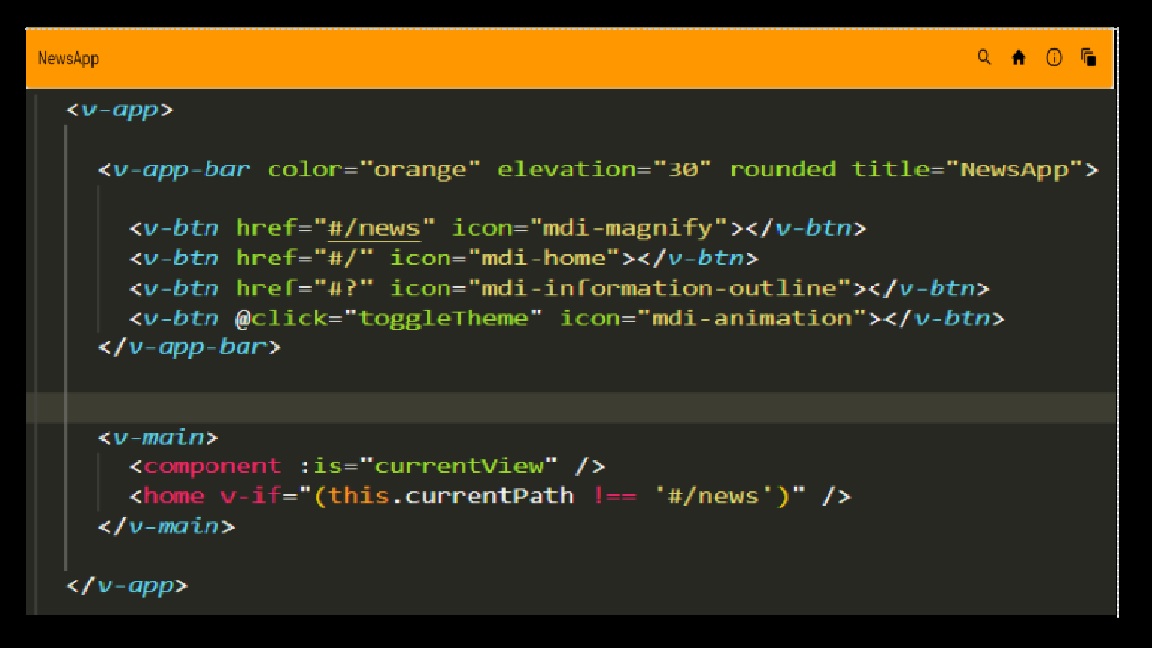 NewsApp
<v-app>
<v-app-bar color="orange" elevation="30" rounded title="NewsApp">
<v-btn href="#/news" icon="mdi-magnify"></v-btn>
<v-btn href="#/" icon="mdi-home"></v-btn>
<v-btn href="#?" icon="mdi-information-outline"></v-btn>
<v-btn @click="toggleTheme" icon="mdi-animation"></v-btn>
</v-app-bar>
<v-main>
<component :is="currentView" />
<home v-if="(this.currentPath !== '#/news')" />
</v-main>
</v-app>